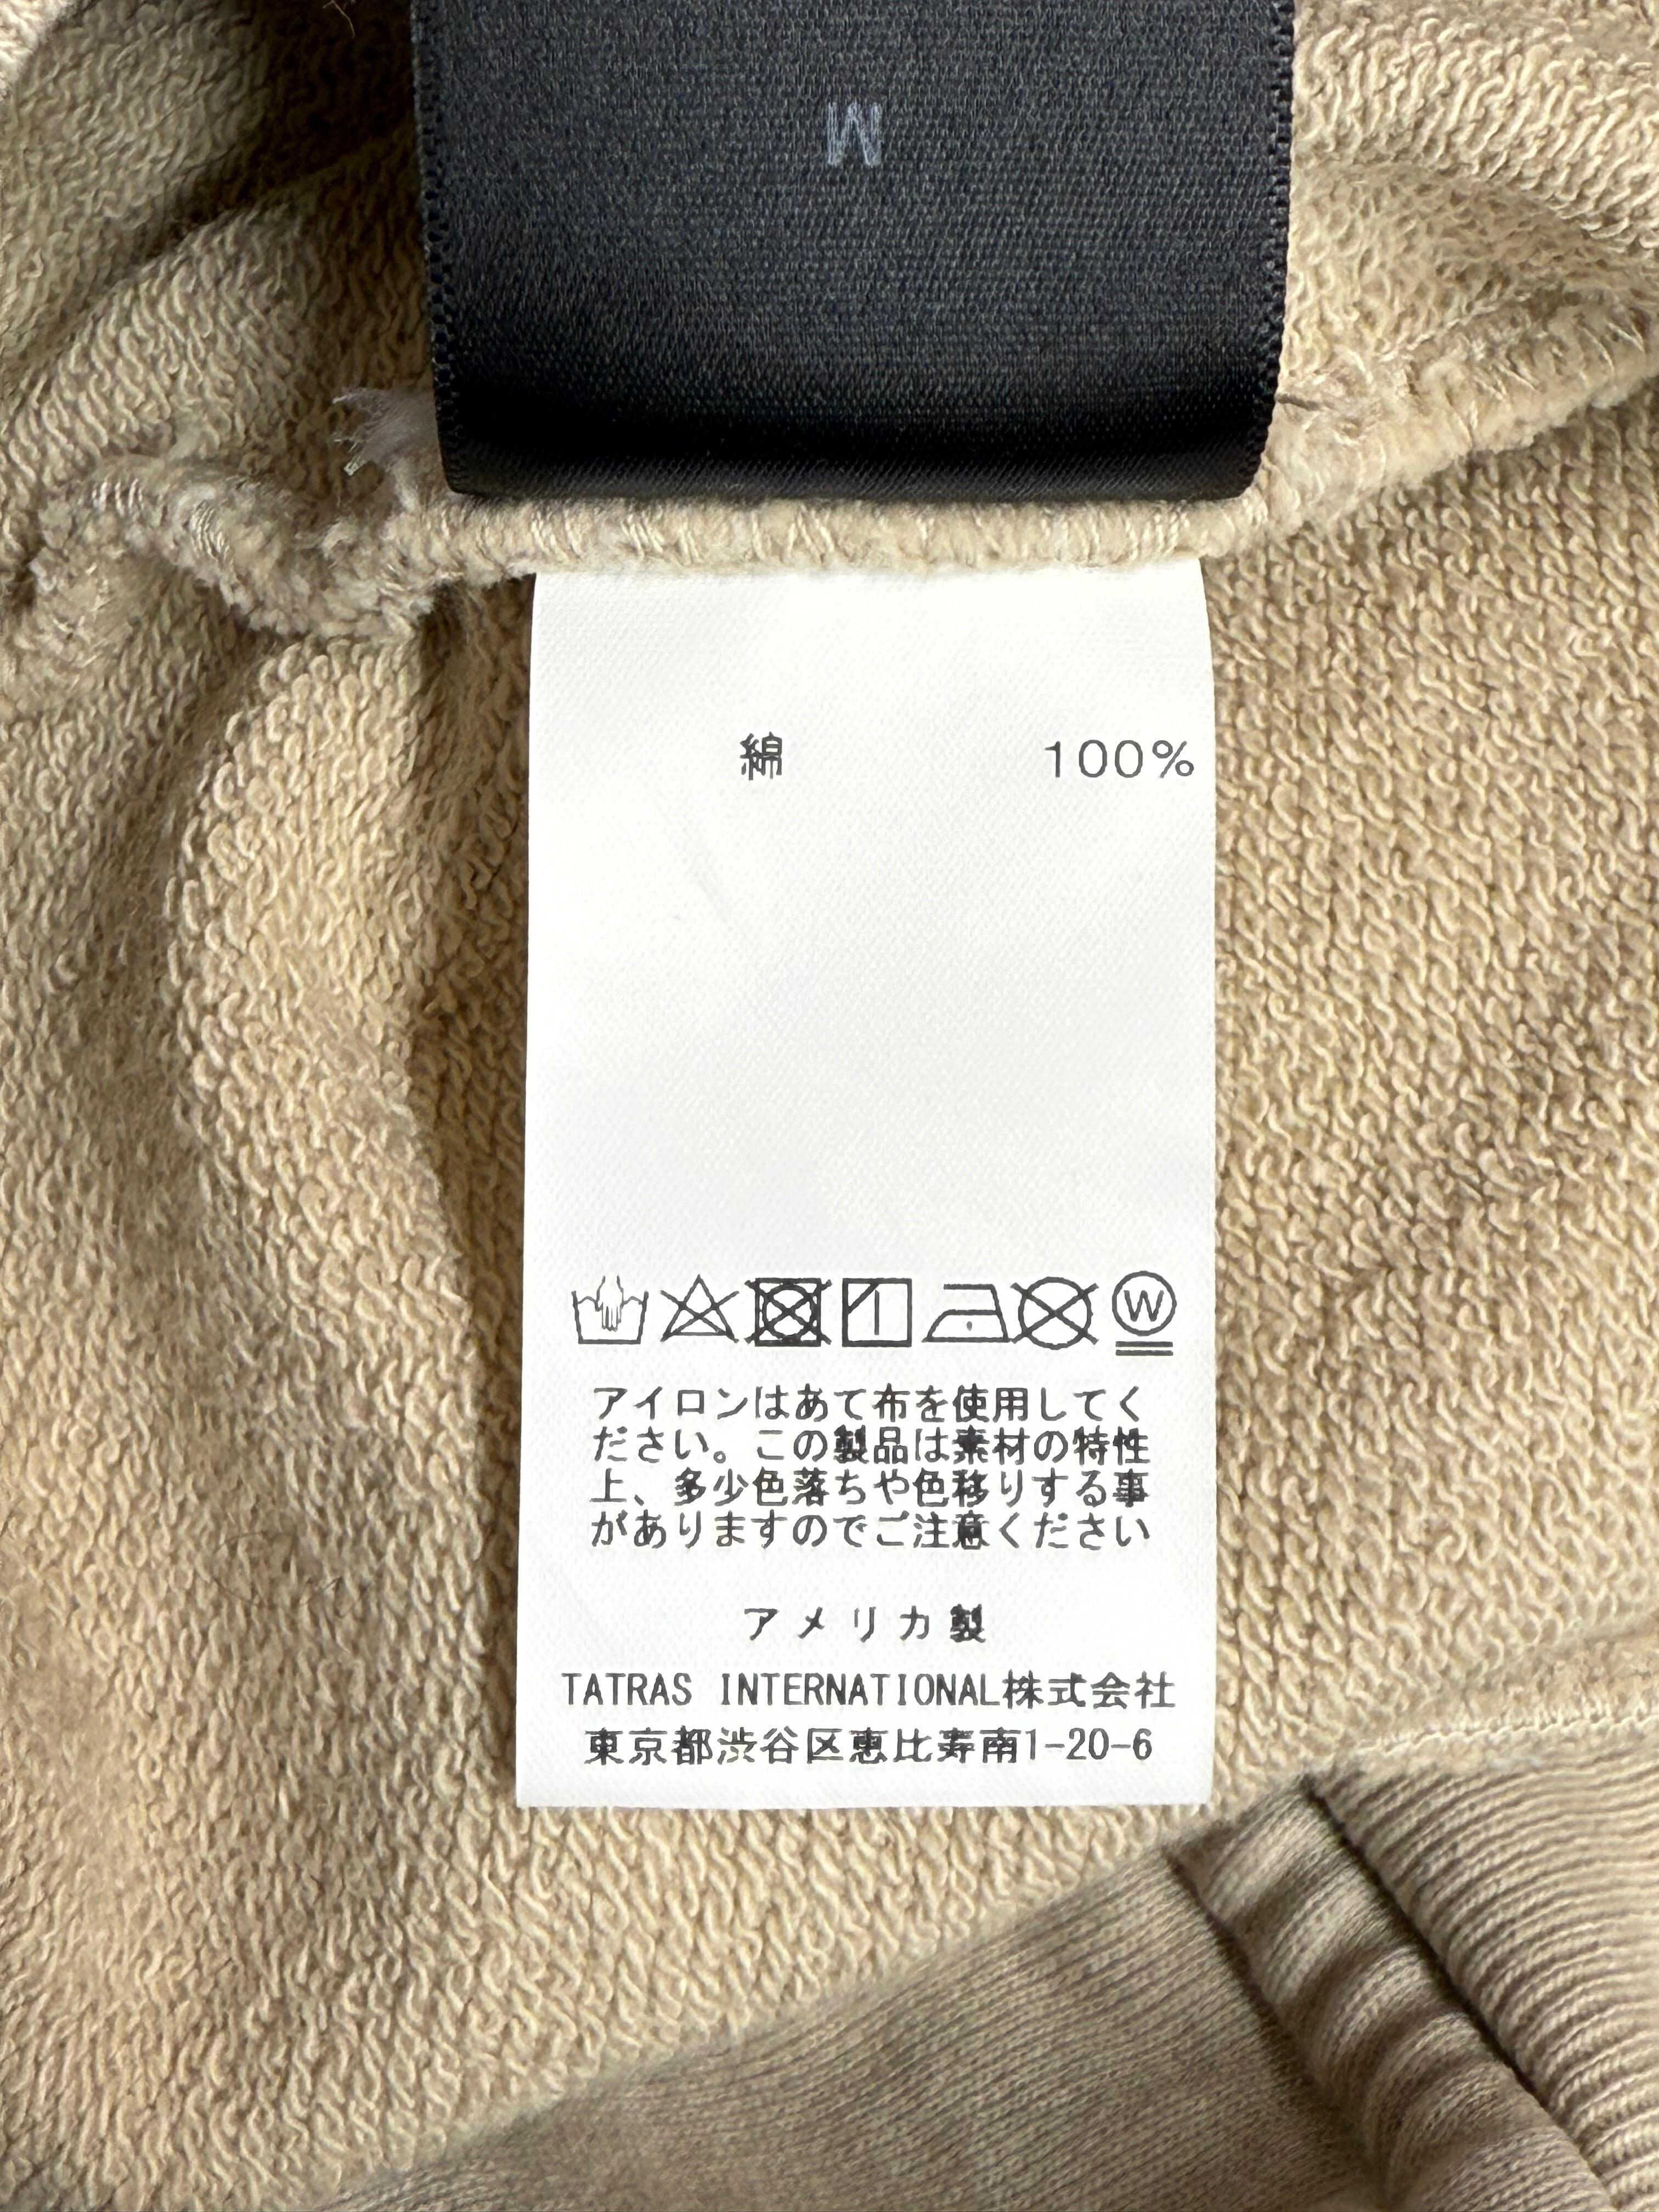 M
綿 100%
W
アイロンはあて布を使用してく
ださい。この製品は素材の特性
上、多少色落ちや色移りする事
がありますのでご注意ください
アメリカ製
TATRAS INTERNATIONAL株式会社
東京都渋谷区恵比寿南1-20-6